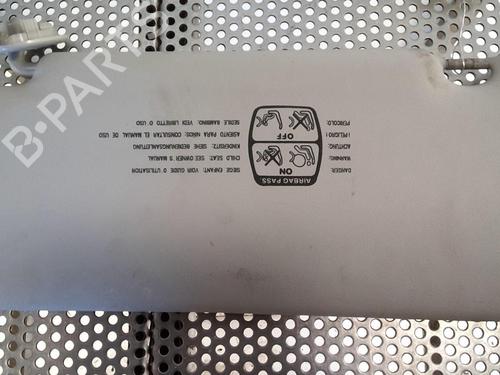 AIRBAG PASS.
ON
OFF
DANGER: SIEGE ENFANT: VOIR GUIDE D UTILISATION
WARNING: CHILD SEAT: SEE OWNER'S MANUAL
ACHTUNG: KINDERSITZ: SIEHE BEDIENUNGSANLEITUNG
! PELIGRO ! ASIENTO PARA NINOS: CONSULTAR EL MANUAL DE USO
PERICOLO: SEDILE BAMBINO: VEDI LIBRETTO D USO
B-PARTS